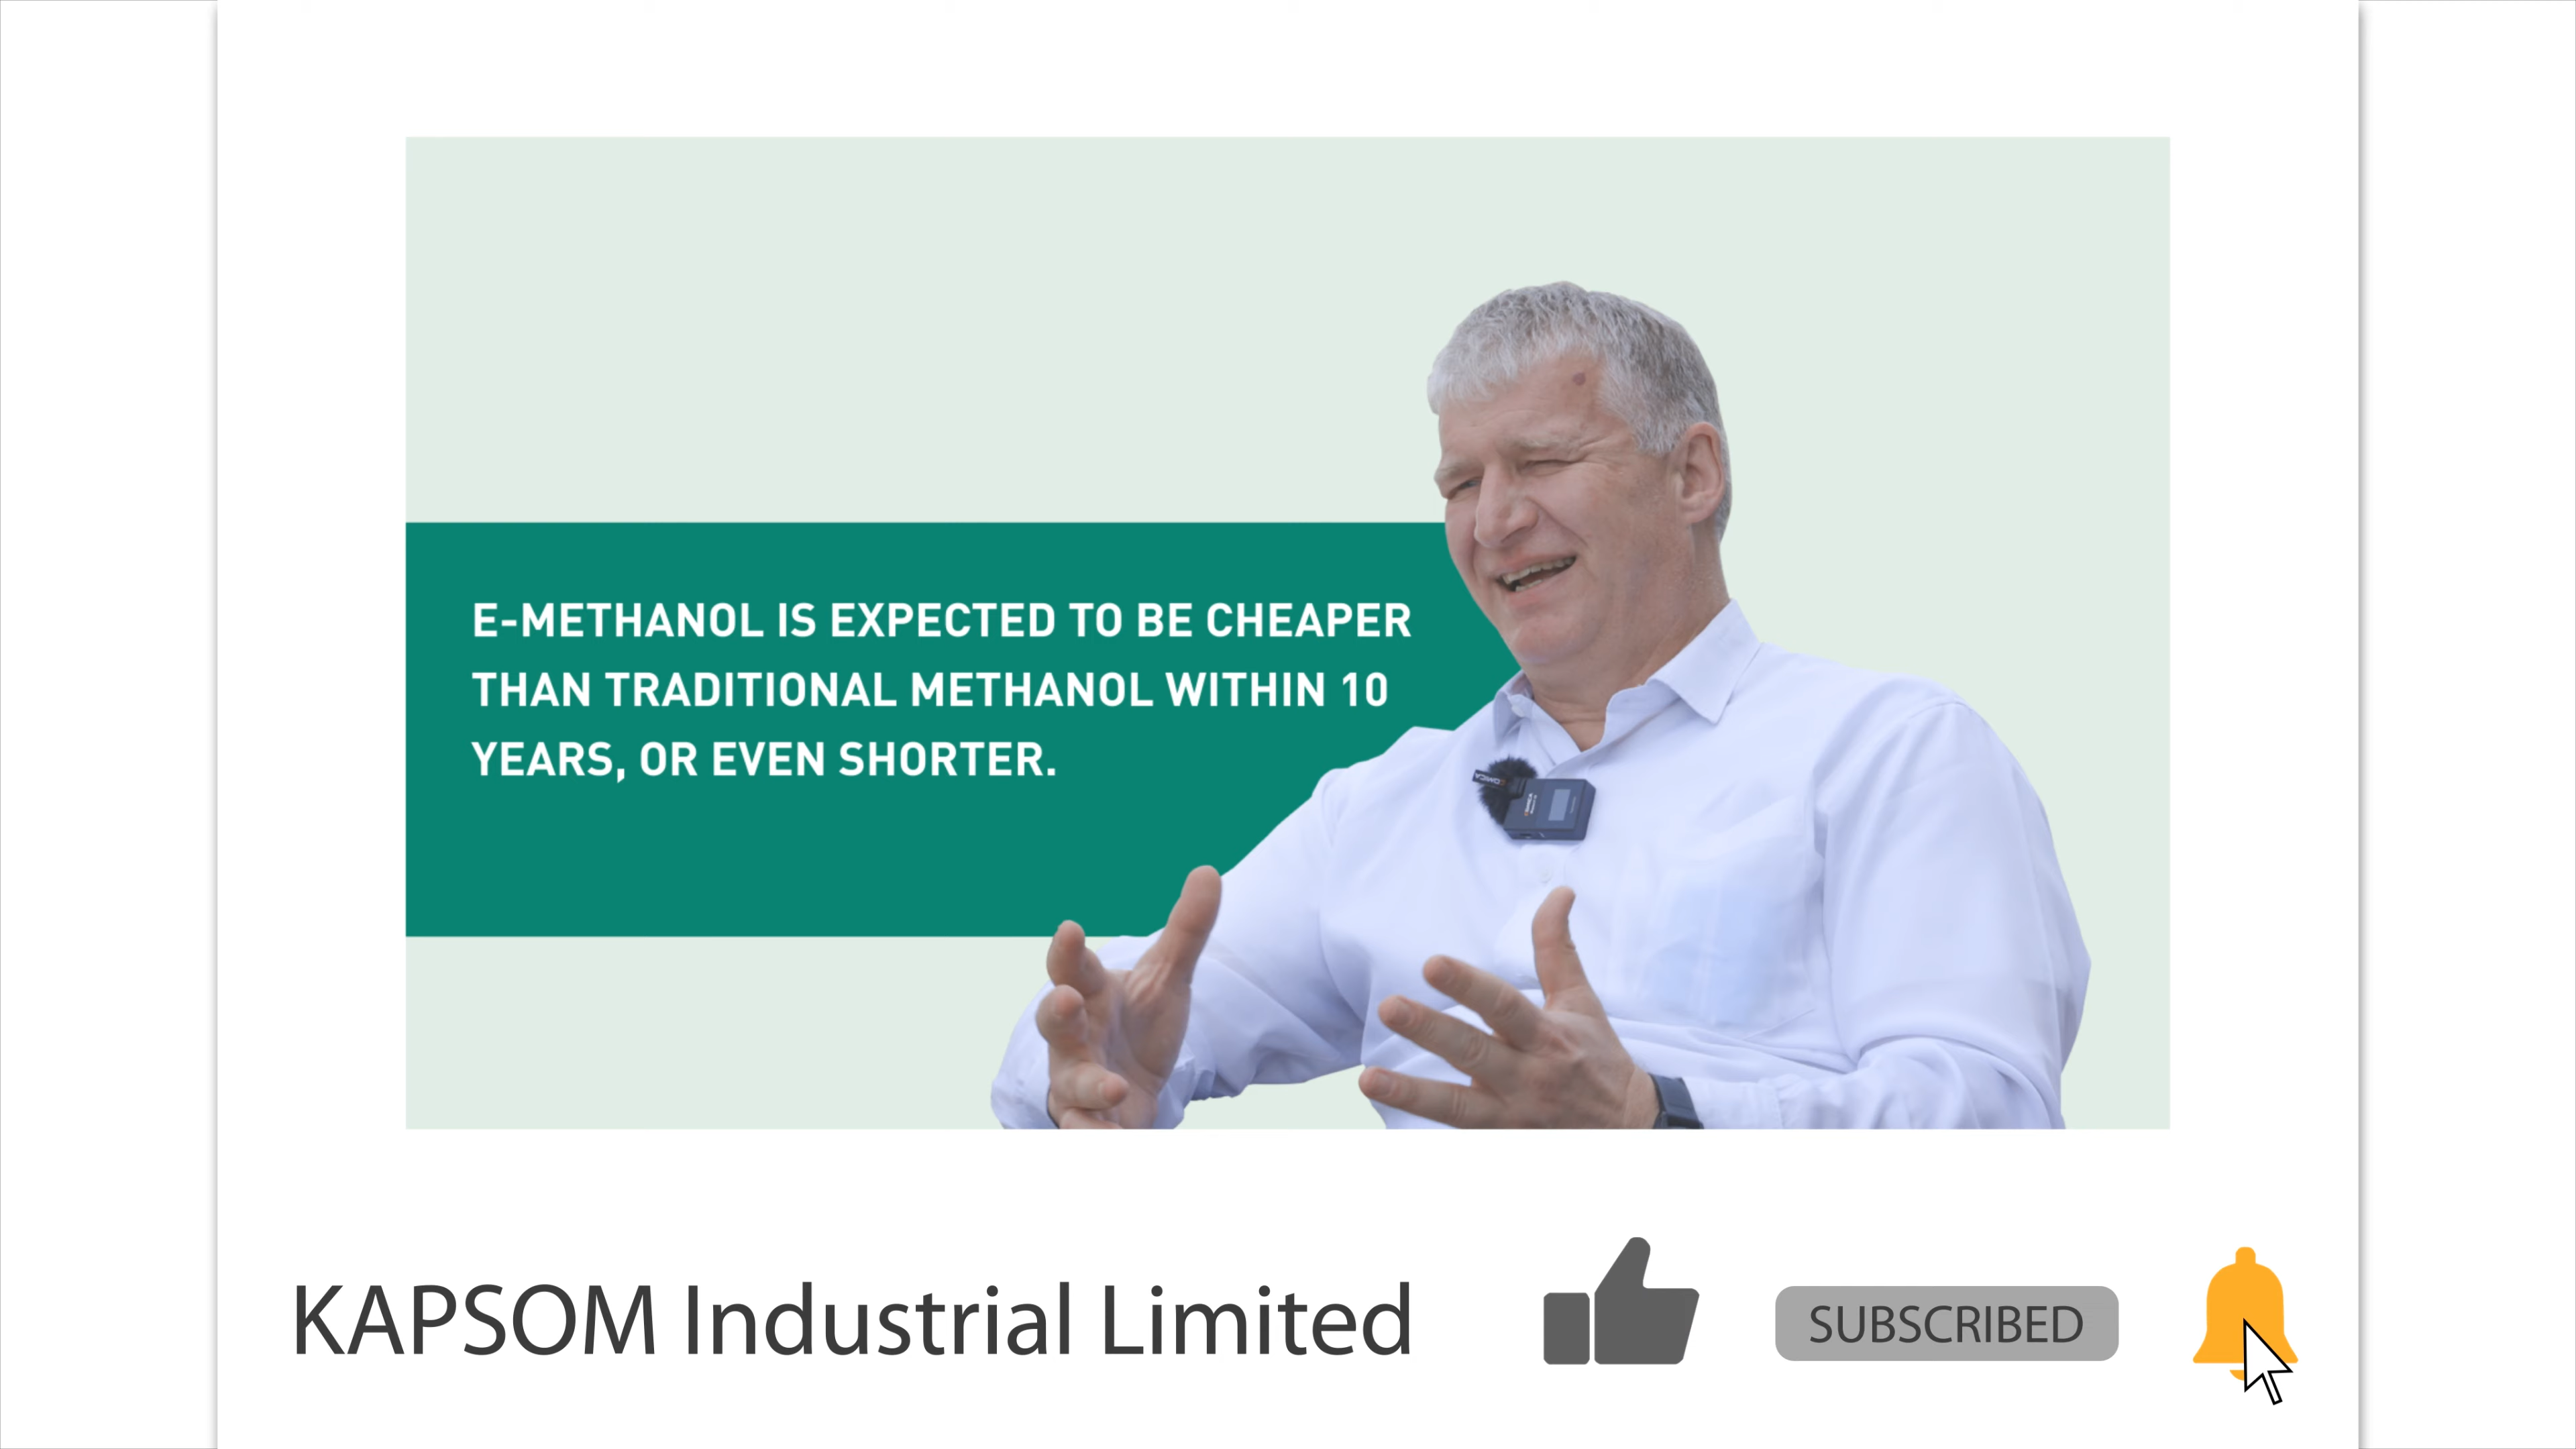 E-METHANOL IS EXPECTED TO BE CHEAPER
THAN TRADITIONAL METHANOL WITHIN 10
YEARS, OR EVEN SHORTER.
KAPSOM Industrial Limited
SUBSCRIBED